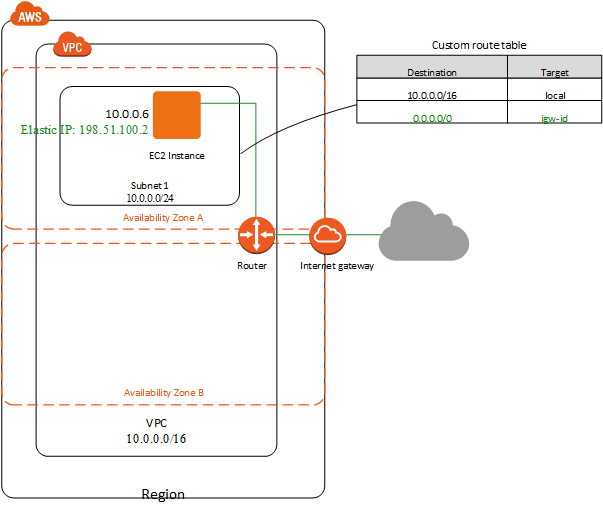 AWS
VPC
Custom route table
Destination Target
10.0.0.0/16 local
0.0.0.0/0 igw-id
10.0.0.6
Elastic IP: 198.51.100.2
EC2 Instance
Subnet 1
10.0.0.0/24
Availability Zone A
Router
Internet gateway
Availability Zone B
VPC
10.0.0.0/16
Region